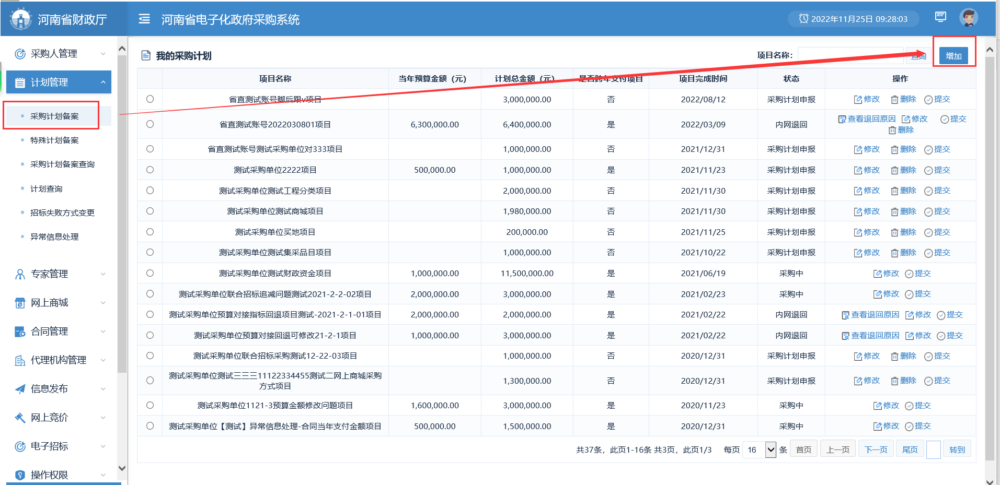 河南省财政厅
河南省电子化政府采购系统
2022年11月25日 09:28:03
采购人管理
计划管理
采购计划备案
特殊计划备案
采购计划备案查询
计划查询
招标失败方式变更
异常信息处理
专家管理
网上商城
合同管理
代理机构管理
信息发布
网上竞价
电子招标
操作权限
我的采购计划
项目名称： 查询 增加
项目名称 当年预算金额（元） 计划总金额（元） 是否跨年支付项目 项目完成时间 状态 操作
省直测试账号脚后跟v项目 3,000,000.00 否 2022/08/12 采购计划申报 修改 删除 提交
省直测试账号2022030801项目 6,300,000.00 6,400,000.00 是 2022/03/09 内网退回 查看退回原因 修改 提交
删除
省直测试账号测试采购单位对333项目 1,000,000.00 否 2021/12/31 采购计划申报 修改 删除 提交
测试采购单位2222项目 500,000.00 1,000,000.00 是 2021/11/23 采购计划申报 修改 删除 提交
测试采购单位测试工程分类项目 2,000,000.00 否 2021/11/30 采购计划申报 修改 删除 提交
测试采购单位测试商城项目 1,980,000.00 否 2021/11/30 采购计划申报 修改 删除 提交
测试采购单位买地项目 200,000.00 否 2021/11/25 采购计划申报 修改 删除 提交
测试采购单位测试集采品目项目 1,000,000.00 否 2021/10/22 采购计划申报 修改 删除 提交
测试采购单位测试财政资金项目 1,000,000.00 11,500,000.00 是 2021/06/19 采购中 修改 提交
测试采购单位联合招标追减问题测试2021-2-2-02项目 2,000,000.00 3,000,000.00 是 2021/02/23 采购中 修改 提交
测试采购单位预算对接指标回退项目测试-2021-2-1-01项目 2,000,000.00 2,000,000.00 是 2021/02/22 内网退回 查看退回原因 修改 提交
测试采购单位预算对接回退可修改21-2-1项目 1,000,000.00 3,000,000.00 是 2021/02/22 内网退回 查看退回原因 修改 提交
测试采购单位联合招标采购测试12-22-03项目 1,000,000.00 否 2020/12/31 采购计划申报 修改 删除 提交
测试采购单位测试三三三11122334455测试二网上商城采购
方式项目 1,300,000.00 否 2020/12/31 采购计划申报 修改 删除 提交
测试采购单位1121-3预算金额修改问题项目 1,600,000.00 3,000,000.00 是 2020/11/23 采购中 修改 提交
测试采购单位【测试】异常信息处理-合同当年支付金额项目 500,000.00 1,500,000.00 是 2020/12/31 采购中 修改 提交
共37条，此页1-16条 共3页，此页1/3 每页 16 条 首页 上一页 下一页 尾页 转到